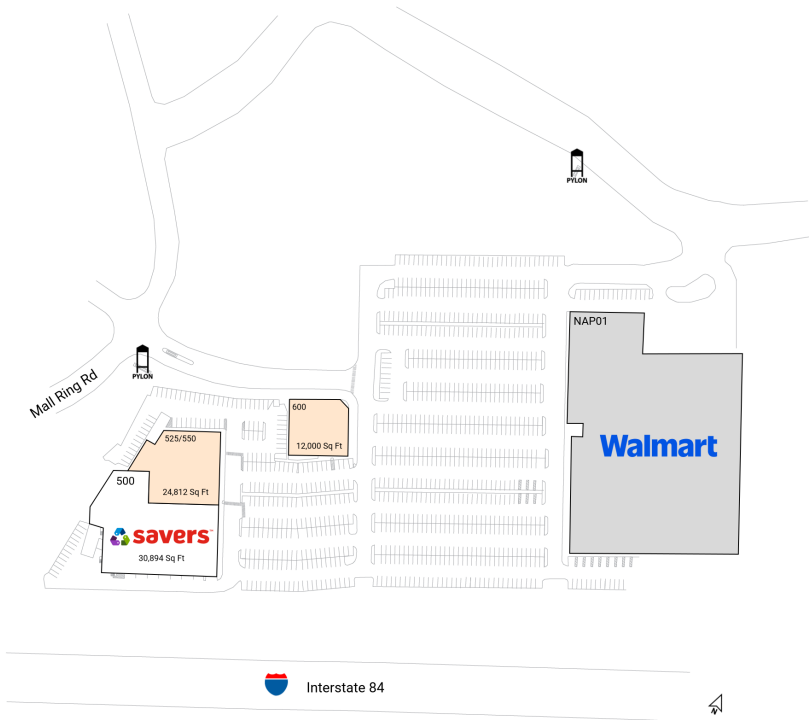 PYLON
NAP01
PYLON
Mall Ring Rd
600
12,000 Sq Ft
525/550
24,812 Sq Ft
500
savers™
30,894 Sq Ft
Walmart
Interstate 84
N